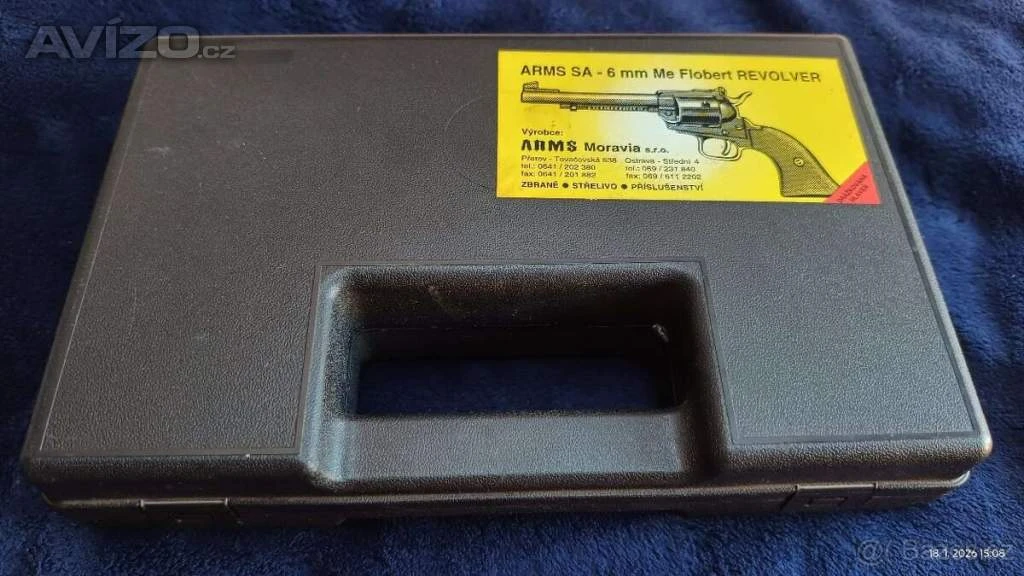 AVÍZO.cz
ARMS SA - 6 mm Me Flobert REVOLVER
Výrobce:
ARMS Moravia s.r.o.
Přerov - Tovačovská 838 Ostrava - Střední 4
tel.: 0641 / 202 380 tel.: 069 / 231 840
fax: 0641 / 201 882 fax: 069 / 611 2202
ZBRANĚ ● STŘELIVO ● PŘÍSLUŠENSTVÍ
18.1.2026 15:06